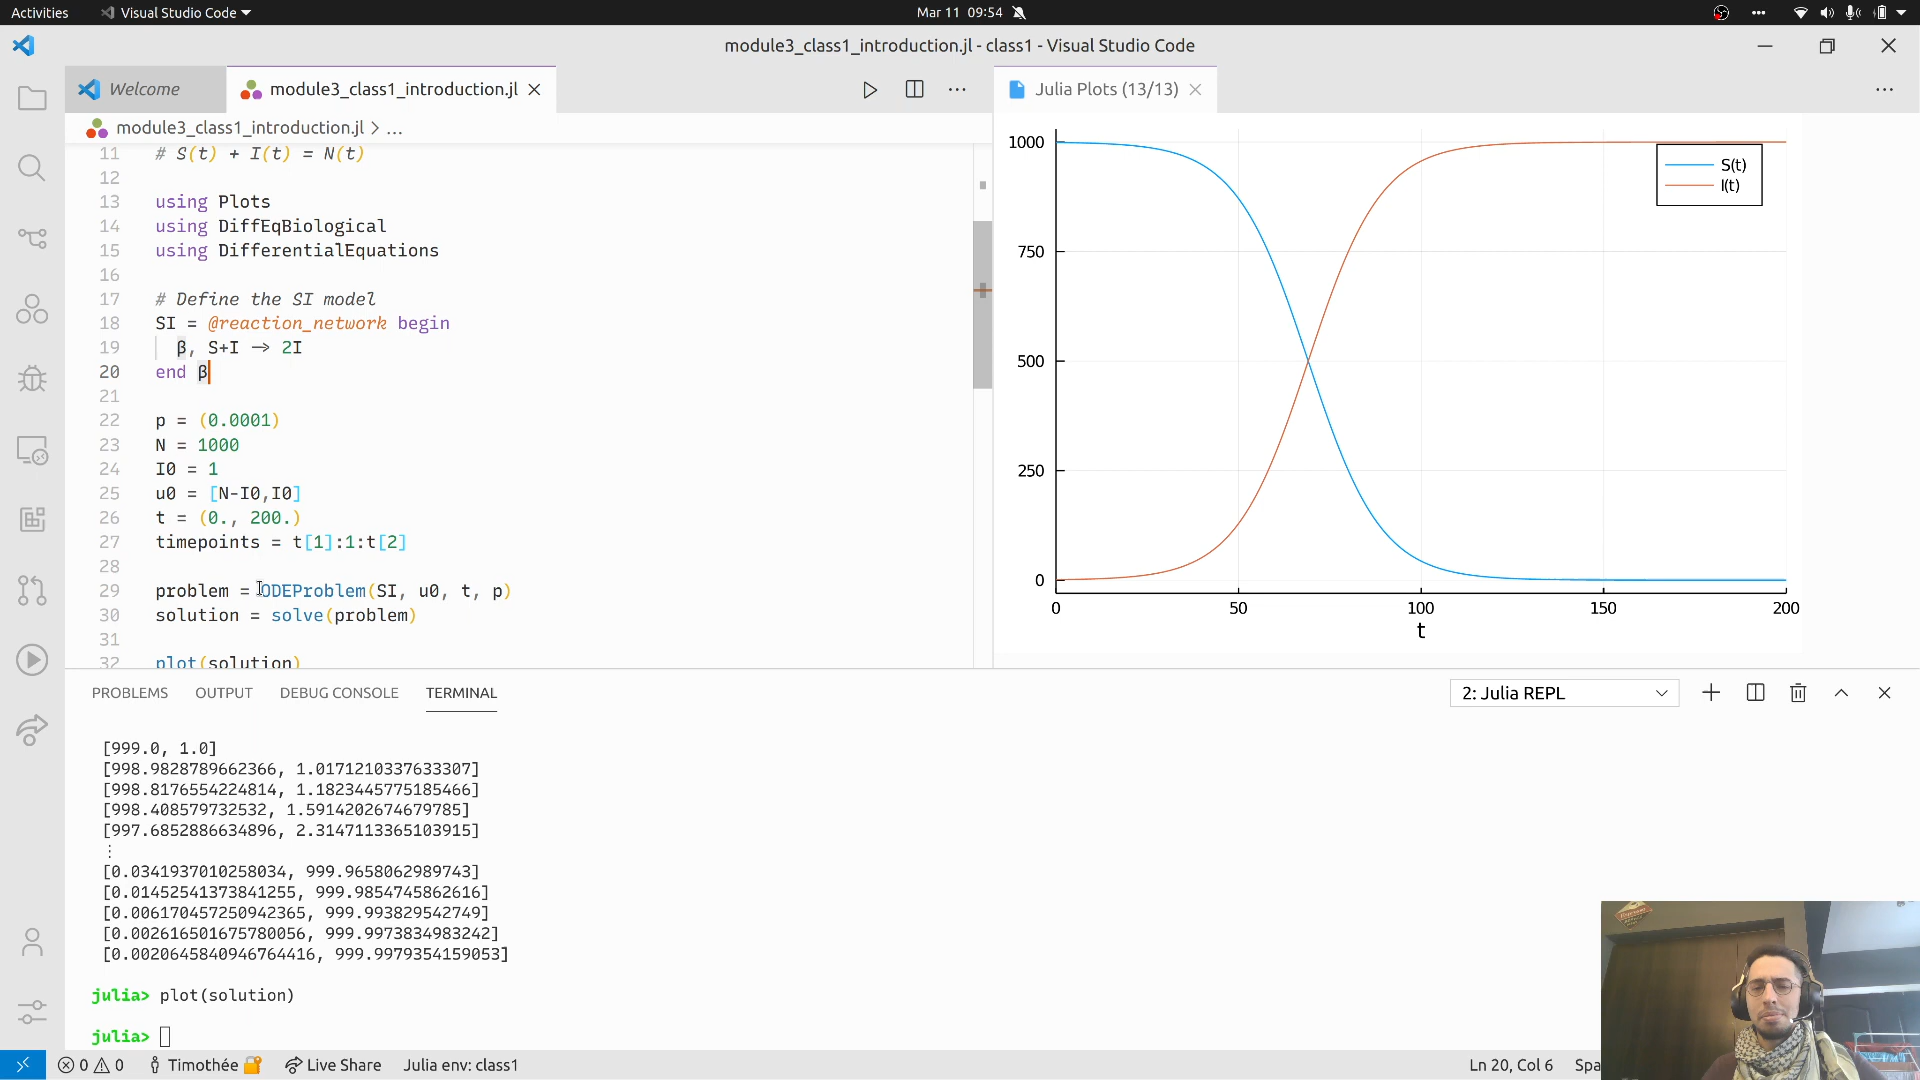 Activities
Visual Studio Code
Mar 11 09:54
module3_class1_introduction.jl - class1 - Visual Studio Code
Welcome
module3_class1_introduction.jl
Julia Plots (13/13)
module3_class1_introduction.jl > ...
11 # S(t) + I(t) = N(t)
12
13 using Plots
14 using DiffEqBiological
15 using DifferentialEquations
16
17 # Define the SI model
18 SI = @reaction_network begin
19 β, S+I → 2I
20 end β
21
22 p = (0.0001)
23 N = 1000
24 I0 = 1
25 u0 = [N-I0,I0]
26 t = (0., 200.)
27 timepoints = t[1]:1:t[2]
28
29 problem = ODEProblem(SI, u0, t, p)
30 solution = solve(problem)
31
32 plot(solution)
1000
750
500
250
0
0 50 100 150 200
t
S(t)
I(t)
PROBLEMS OUTPUT DEBUG CONSOLE TERMINAL
2: Julia REPL
[999.0, 1.0]
[998.9828789662366, 1.0171210337633307]
[998.8176554224814, 1.1823445775185466]
[998.408579732532, 1.5914202674679785]
[997.6852886634896, 2.3147113365103915]
⋮
[0.0341937010258034, 999.9658062989743]
[0.01452541373841255, 999.9854745862616]
[0.006170457250942365, 999.993829542749]
[0.002616501675780056, 999.9973834983242]
[0.0020645840946764416, 999.9979354159053]
julia> plot(solution)
julia>
0 0 Timothée Live Share Julia env: class1
Ln 20, Col 6 Spa